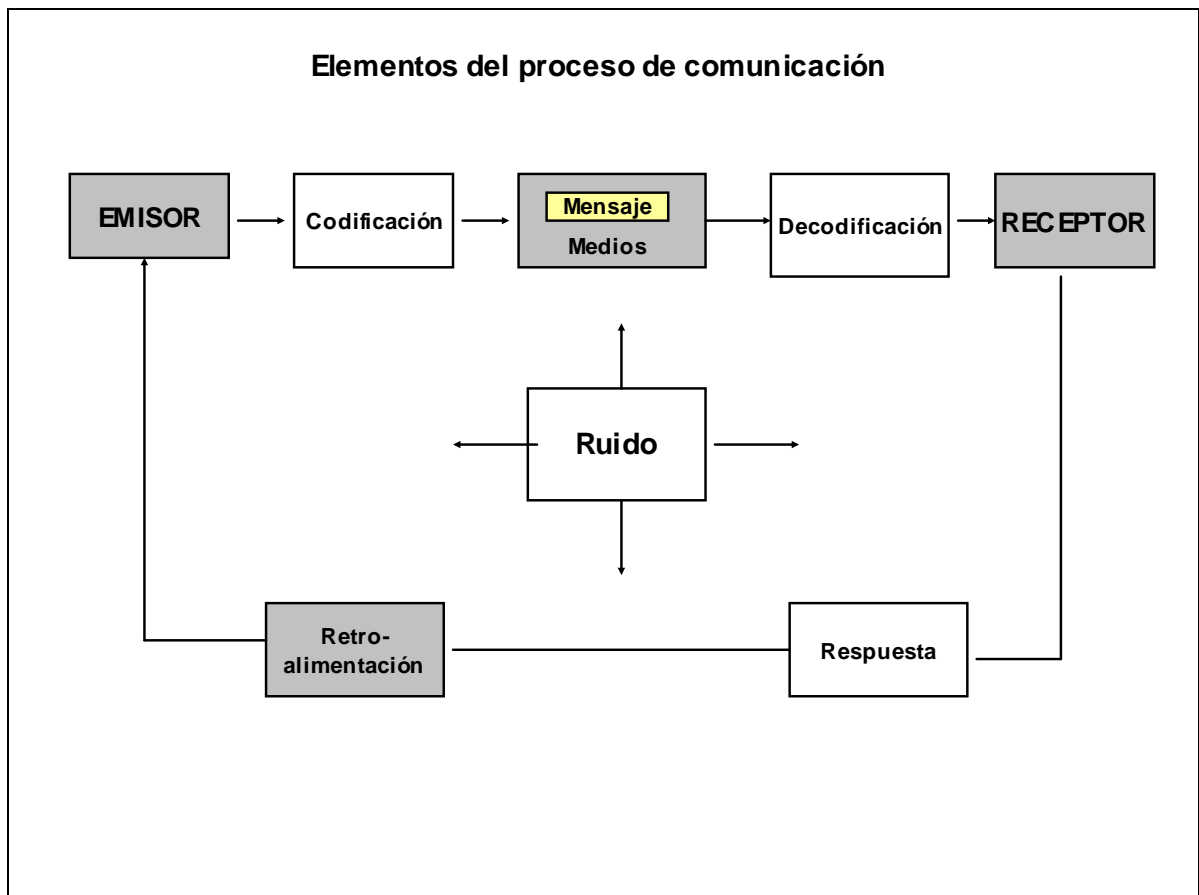 Elementos del proceso de comunicación
EMISOR
Codificación
Mensaje
Medios
Decodificación
RECEPTOR
Ruido
Retro-
alimentación
Respuesta